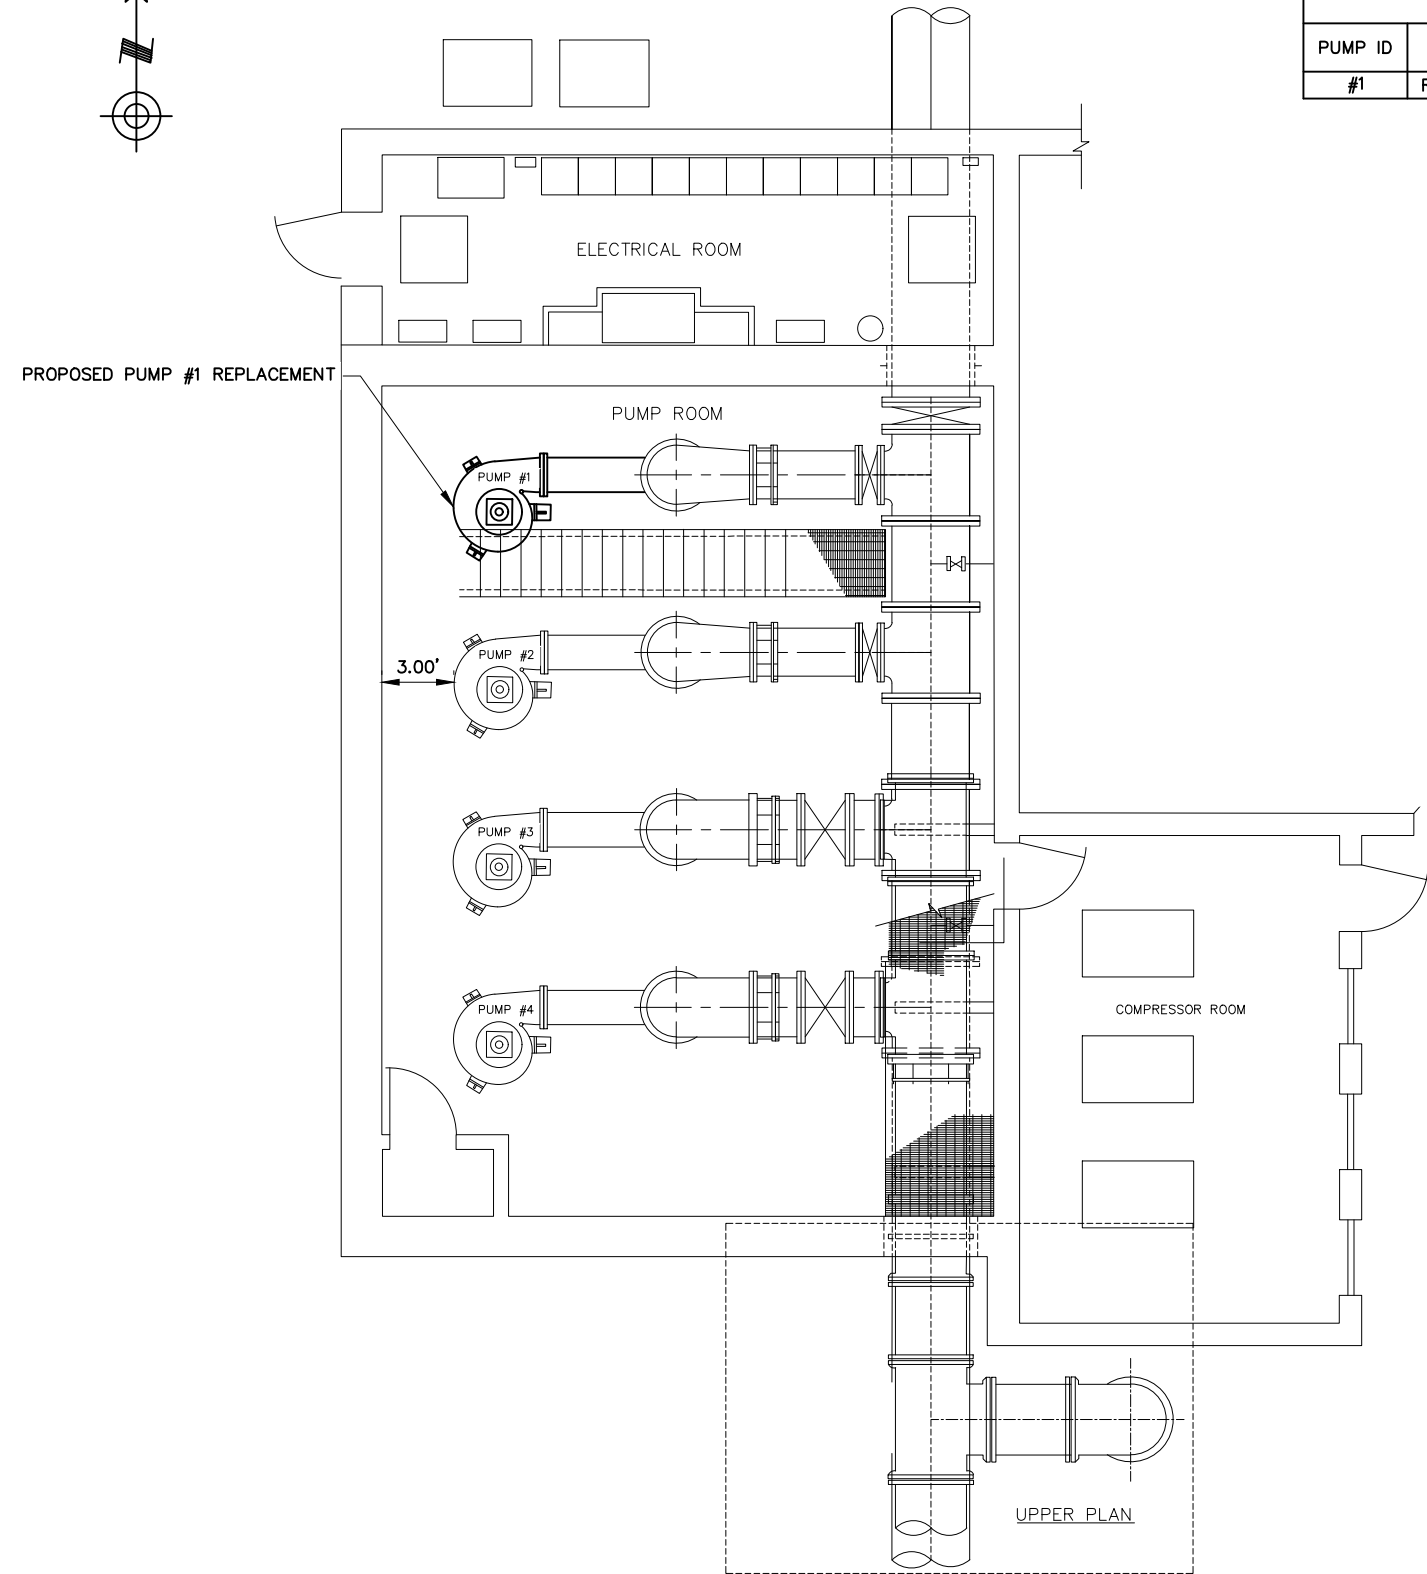 PUMP ID
#1
ELECTRICAL ROOM
PROPOSED PUMP #1 REPLACEMENT
PUMP ROOM
PUMP #1
PUMP #2
3.00'
PUMP #3
PUMP #4
COMPRESSOR ROOM
UPPER PLAN